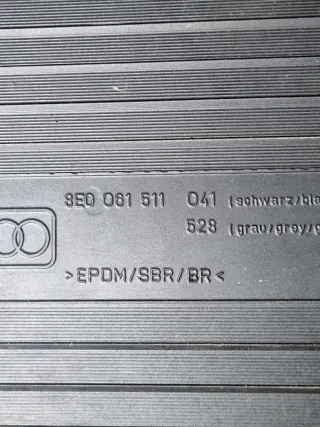 8E0 061 511 041 (schwarz/bla
528 (grau/grey/g
>EPDM/SBR/BR<